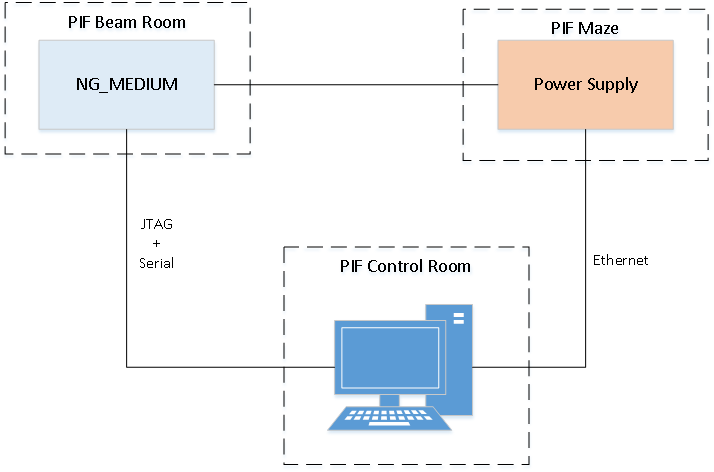 PIF Beam Room
NG_MEDIUM
PIF Maze
Power Supply
JTAG
+
Serial
PIF Control Room
Ethernet